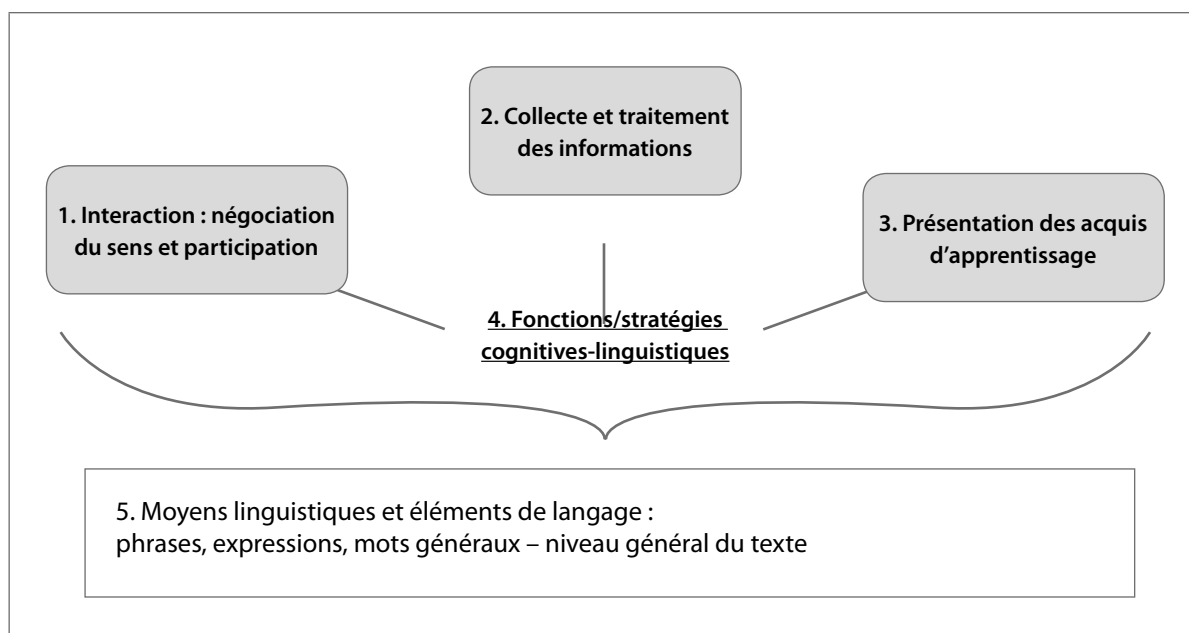 1. Interaction : négociation
du sens et participation
2. Collecte et traitement
des informations
3. Présentation des acquis
d’apprentissage
4. Fonctions/stratégies
cognitives-linguistiques
5. Moyens linguistiques et éléments de langage :
phrases, expressions, mots généraux – niveau général du texte